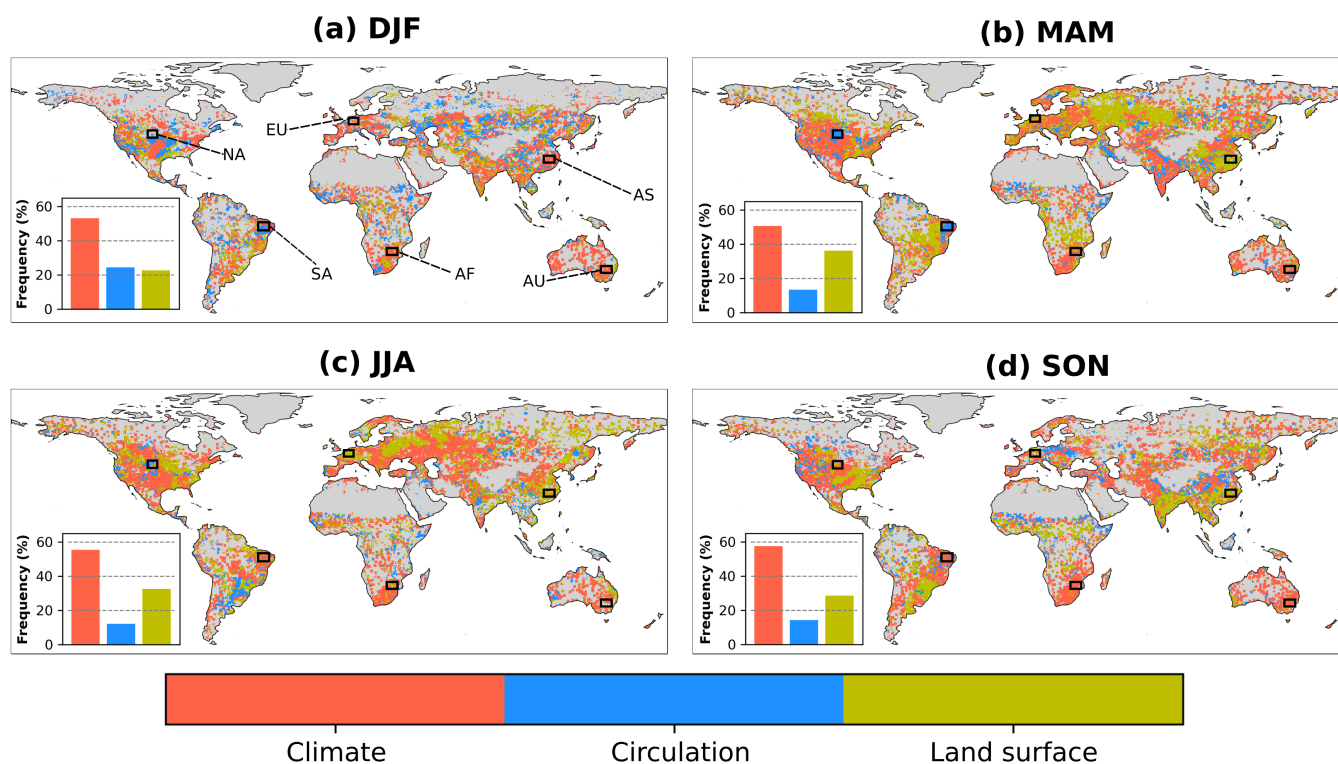 (a) DJF
(b) MAM
EU
NA
AS
SA
AF
AU
Frequency (%)
60
40
20
0
Frequency (%)
60
40
20
0
(c) JJA
(d) SON
Frequency (%)
60
40
20
0
Frequency (%)
60
40
20
0
Climate
Circulation
Land surface